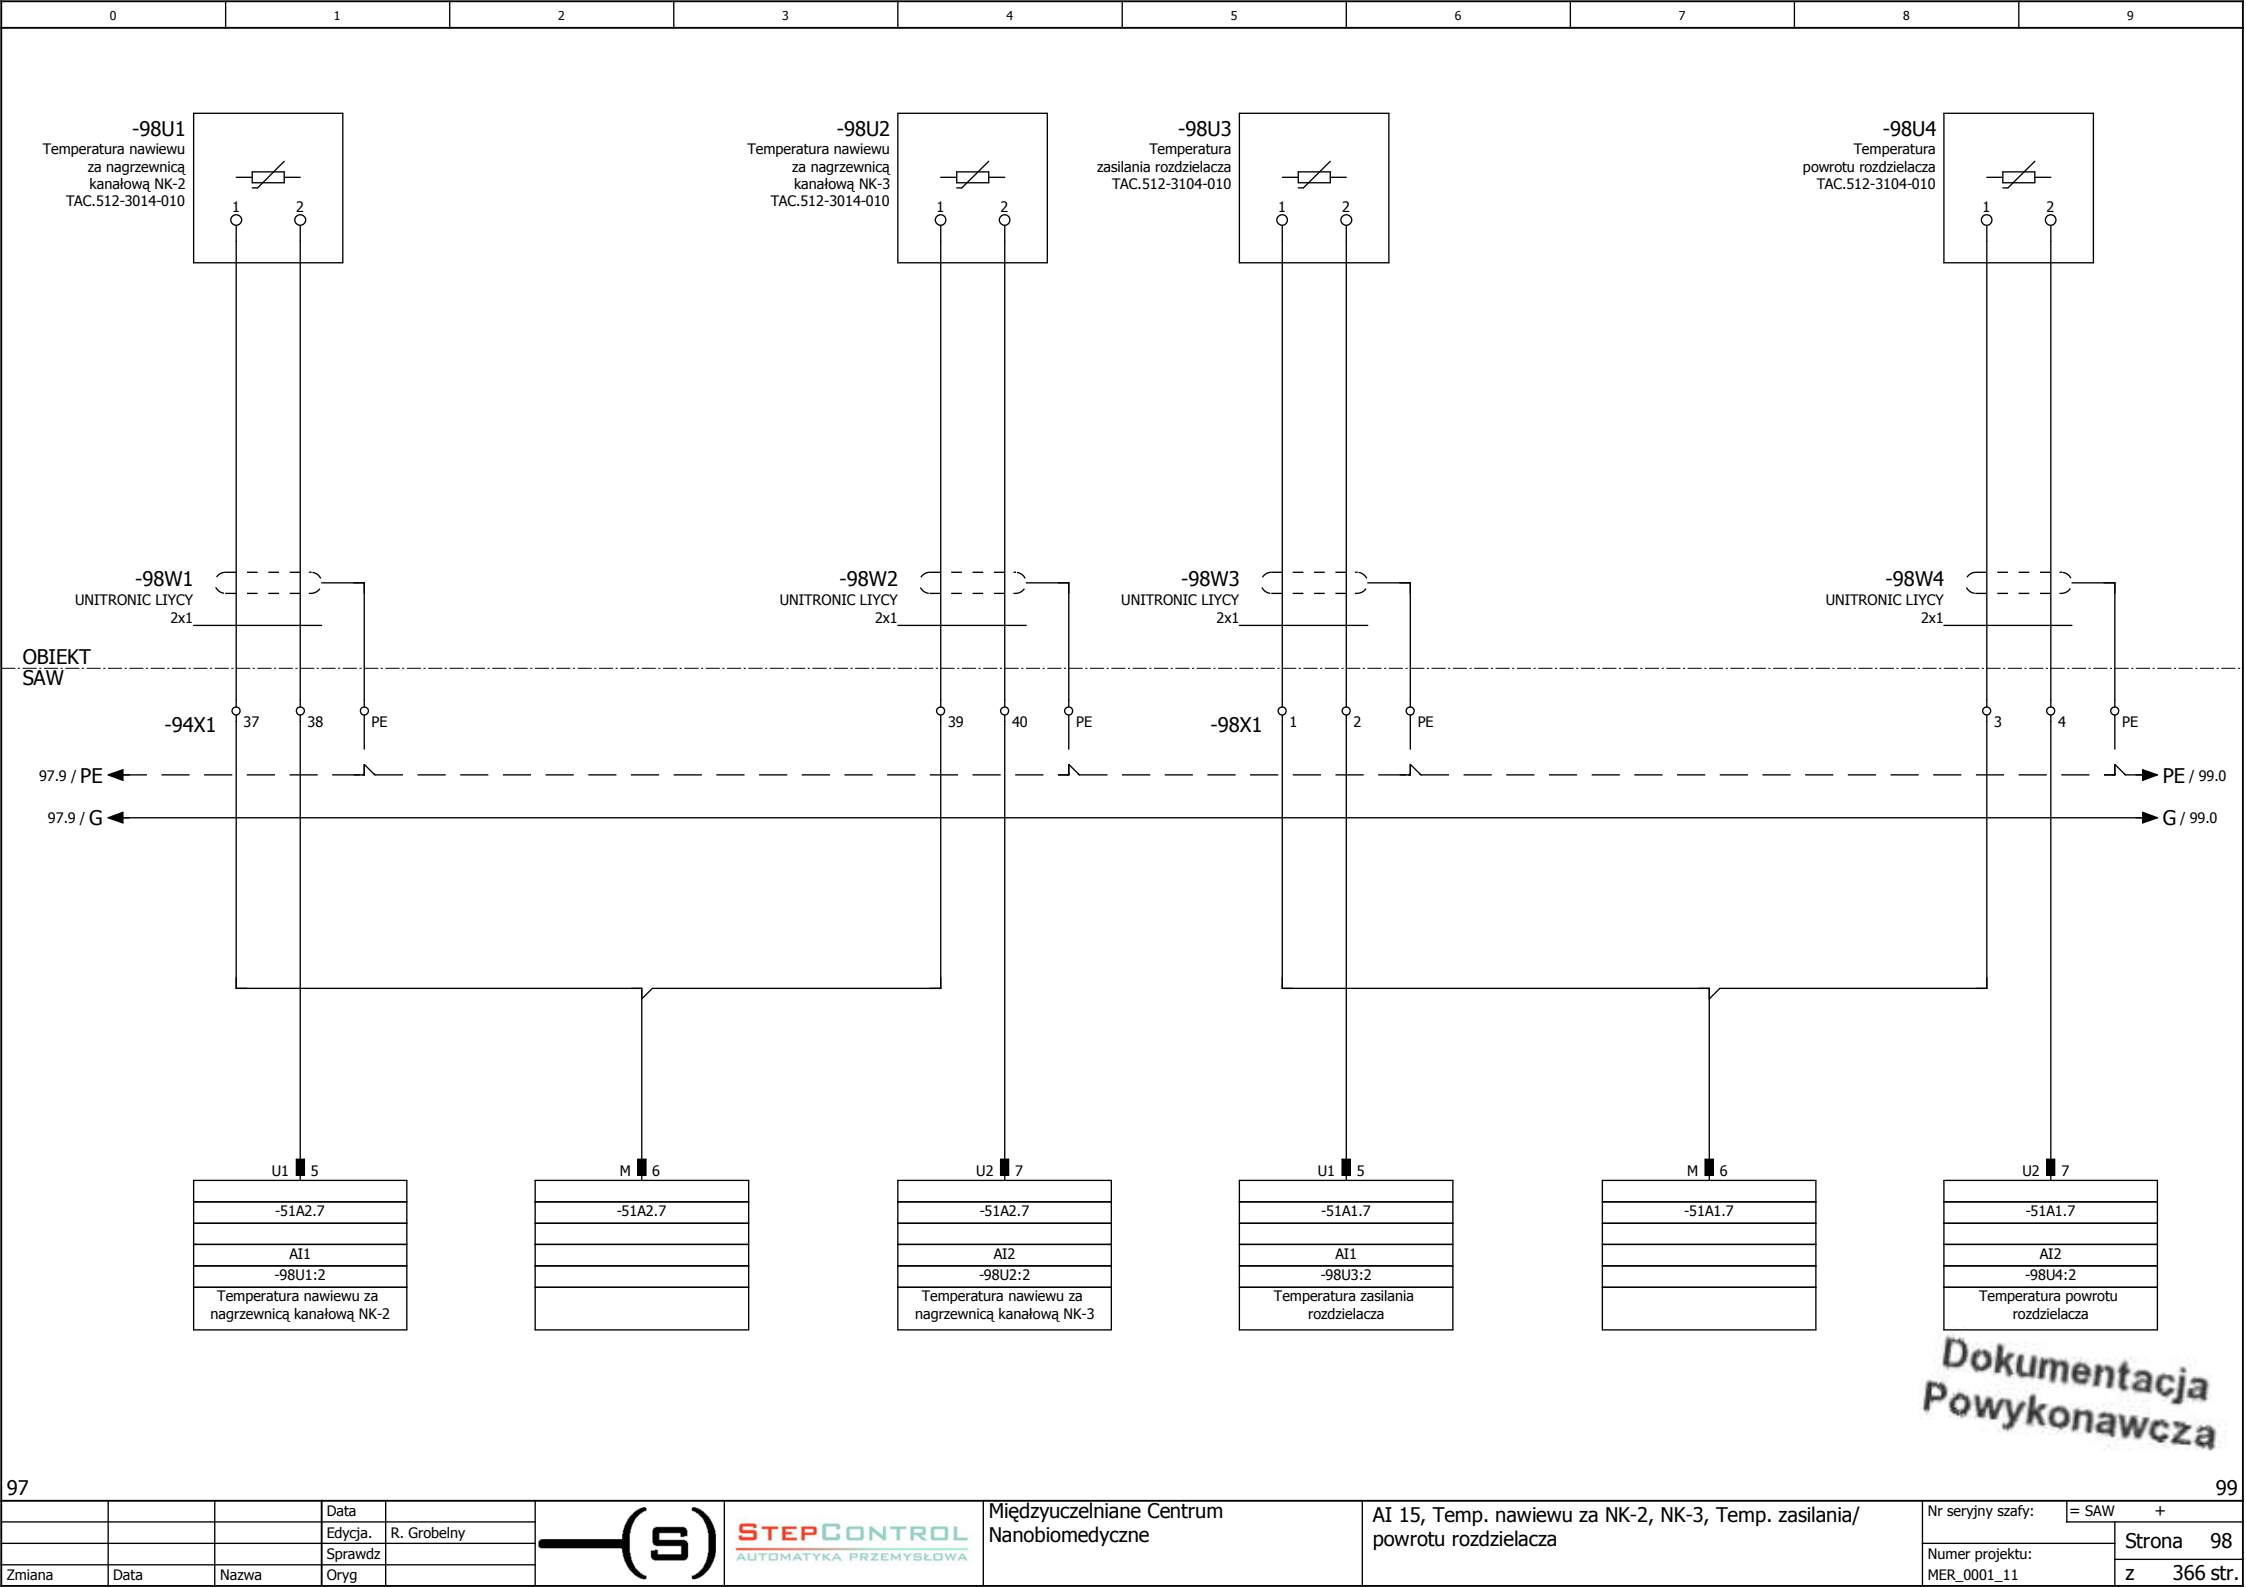 0 1 2 3 4 5 6 7 8 9
-98U1
Temperatura nawiewu
za nagrzewnicą
kanałową NK-2
TAC.512-3014-010
1 2
-98U2
Temperatura nawiewu
za nagrzewnicą
kanałową NK-3
TAC.512-3014-010
1 2
-98U3
Temperatura
zasilania rozdzielacza
TAC.512-3104-010
1 2
-98U4
Temperatura
powrotu rozdzielacza
TAC.512-3104-010
1 2
-98W1
UNITRONIC LIYCY
2x1
-98W2
UNITRONIC LIYCY
2x1
-98W3
UNITRONIC LIYCY
2x1
-98W4
UNITRONIC LIYCY
2x1
OBIEKT
SAW
-94X1 37 38 PE 39 40 PE -98X1 1 2 PE 3 4 PE
97.9 / PE PE / 99.0
97.9 / G G / 99.0
U1 5 M 6 U2 7 U1 5 M 6 U2 7
-51A2.7 -51A2.7 -51A2.7 -51A1.7 -51A1.7 -51A1.7
AI1 AI2 AI1 AI2
-98U1:2 -98U2:2 -98U3:2 -98U4:2
Temperatura nawiewu za
nagrzewnicą kanałową NK-2
Temperatura nawiewu za
nagrzewnicą kanałową NK-3
Temperatura zasilania
rozdzielacza
Temperatura powrotu
rozdzielacza
Dokumentacja
Powykonawcza
97 99
Data
Edycja. R. Grobelny
Sprawdz
Zmiana Data Nazwa Oryg
(S)
STEPCONTROL
AUTOMATYKA PRZEMYSŁOWA
Międzyuczelniane Centrum
Nanobiomedyczne
AI 15, Temp. nawiewu za NK-2, NK-3, Temp. zasilania/
powrotu rozdzielacza
Nr seryjny szafy: = SAW +
Strona 98
Numer projektu:
MER_0001_11
z 366 str.